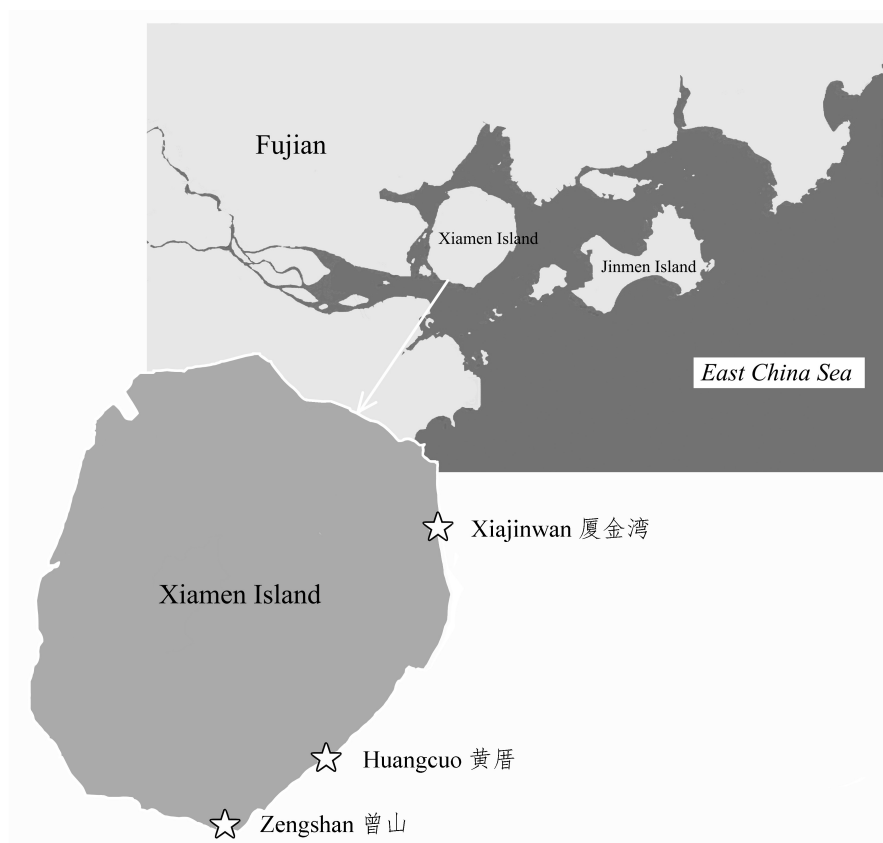 Fujian
Xiamen Island
Jinmen Island
East China Sea
Xiajinwan 厦金湾
Xiamen Island
Huangcuo 黄厝
Zengshan 曾山